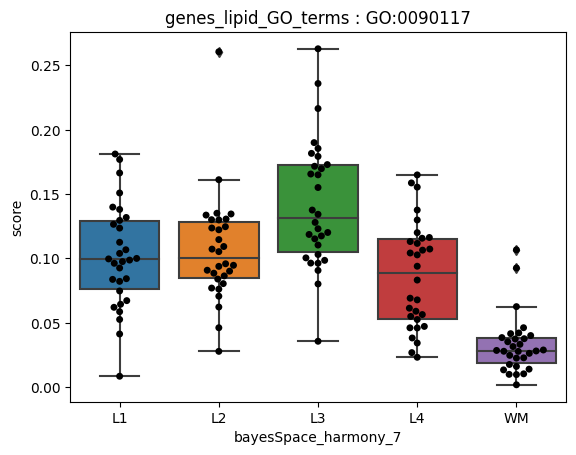 genes_lipid_GO_terms : GO:0090117
score
0.25
0.20
0.15
0.10
0.05
0.00
L1 L2 L3 L4 WM
bayesSpace_harmony_7